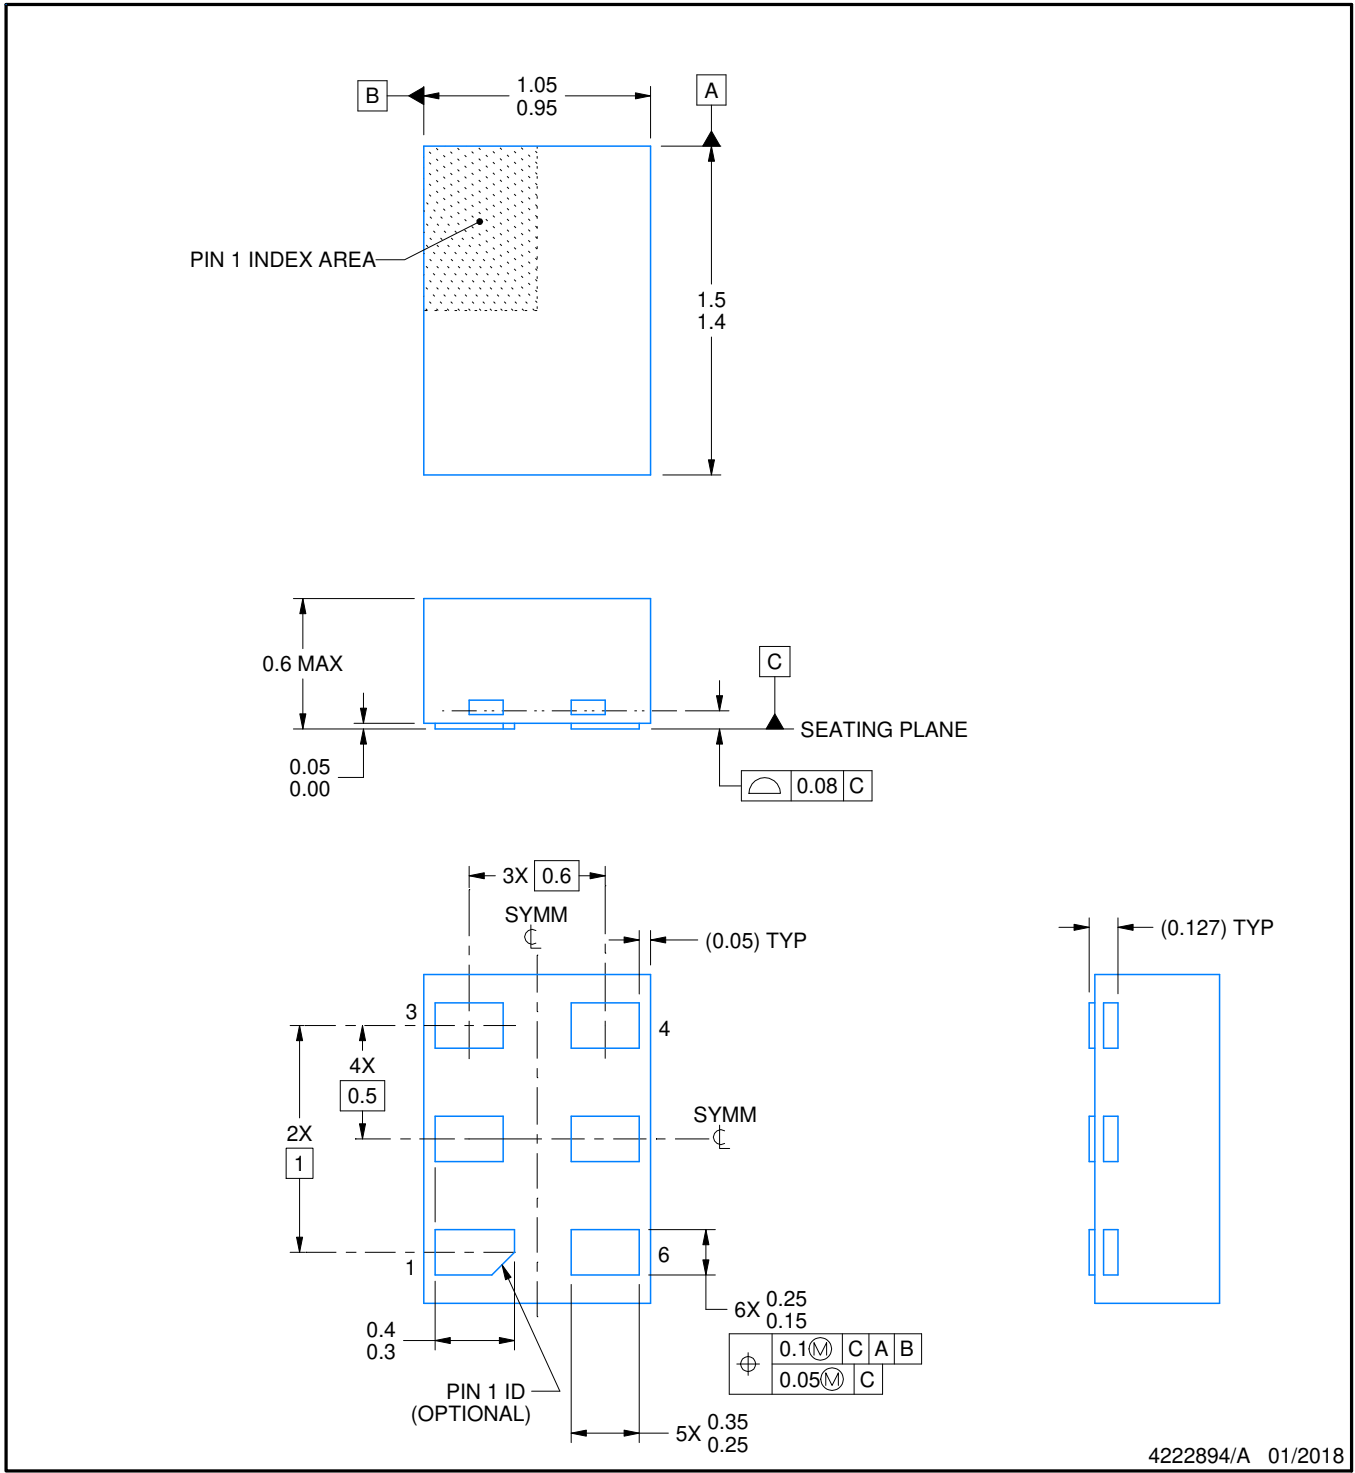 B
1.05
0.95
A
PIN 1 INDEX AREA
1.5
1.4
0.6 MAX
C
SEATING PLANE
0.05
0.00
0.08 C
3X 0.6
SYMM
(0.05) TYP
(0.127) TYP
3
4
4X
0.5
SYMM
2X
1
1
6
6X 0.25
0.15
0.1Ⓜ C A B
0.05Ⓜ C
0.4
0.3
PIN 1 ID
(OPTIONAL)
5X 0.35
0.25
4222894/A 01/2018